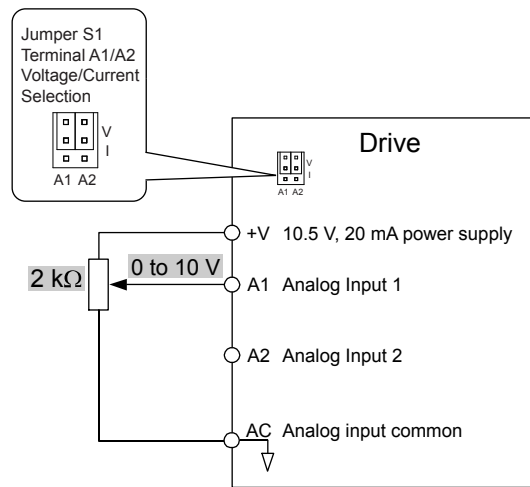 Jumper S1
Terminal A1/A2
Voltage/Current
Selection
V
I
A1 A2
Drive
V
I
A1 A2
+V 10.5 V, 20 mA power supply
2 kΩ
0 to 10 V
A1 Analog Input 1
A2 Analog Input 2
AC Analog input common